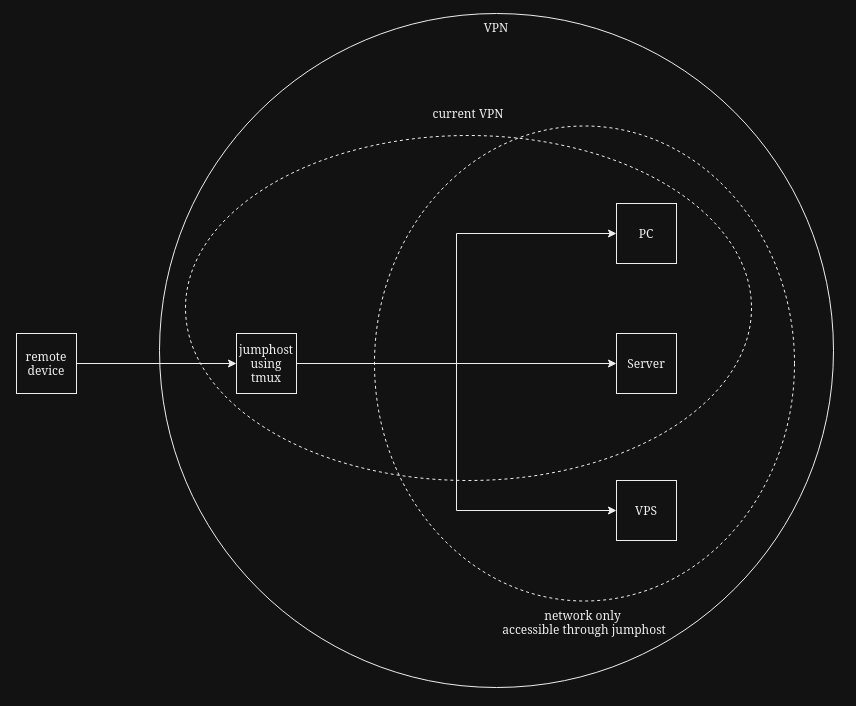 VPN
current VPN
PC
remote
device
jumphost
using
tmux
Server
VPS
network only
accessible through jumphost